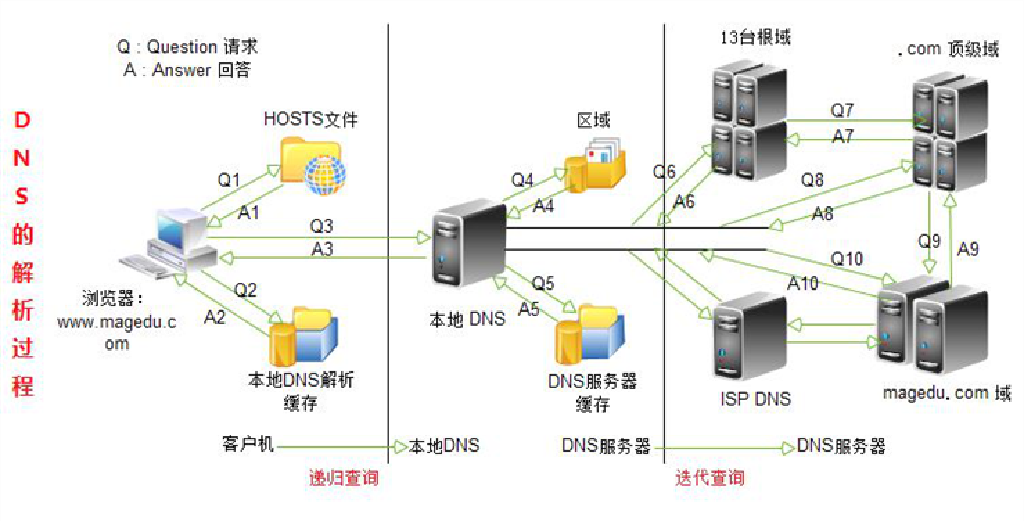 DNS的解析过程
Q : Question 请求
A : Answer 回答
HOSTS文件
Q1
A1
Q3
A3
浏览器：
www.magedu.c
om
Q2
A2
本地DNS解析
缓存
区域
Q4
A4
本地 DNS
Q5
A5
DNS服务器
缓存
13台根域
.com 顶级域
Q7
A7
Q6
A6
Q8
A8
Q9
A9
Q10
A10
ISP DNS
magedu.com 域
客户机
本地DNS
DNS服务器
DNS服务器
递归查询
迭代查询